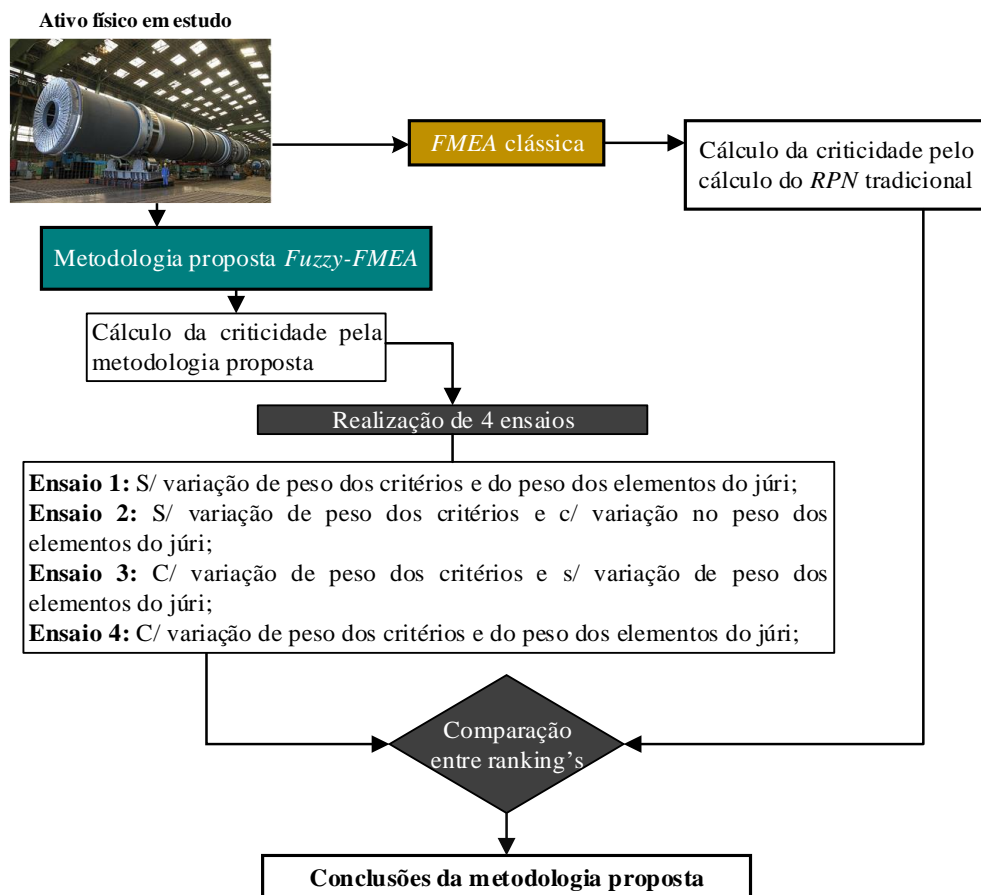 Ativo físico em estudo
FMEA clássica
Cálculo da criticidade pelo
cálculo do RPN tradicional
Metodologia proposta Fuzzy-FMEA
Cálculo da criticidade pela
metodologia proposta
Realização de 4 ensaios
Ensaio 1: S/ variação de peso dos critérios e do peso dos elementos do júri;
Ensaio 2: S/ variação de peso dos critérios e c/ variação no peso dos
elementos do júri;
Ensaio 3: C/ variação de peso dos critérios e s/ variação de peso dos
elementos do júri;
Ensaio 4: C/ variação de peso dos critérios e do peso dos elementos do júri;
Comparação
entre ranking’s
Conclusões da metodologia proposta